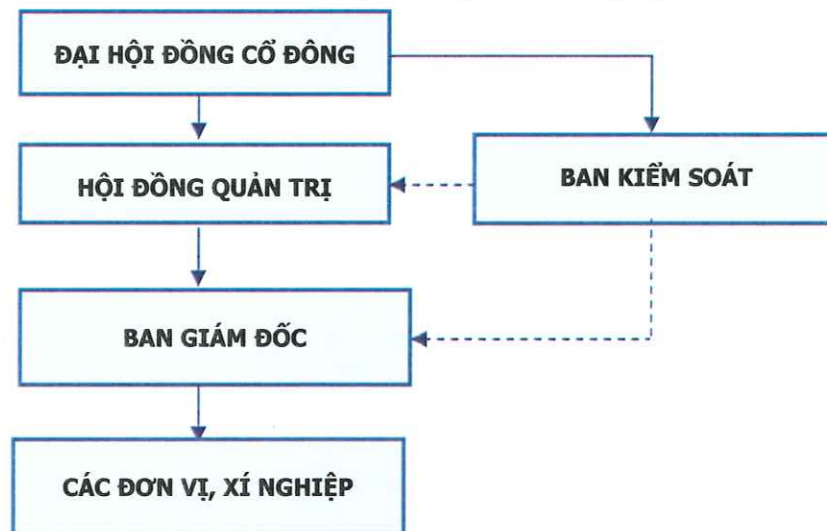 ĐẠI HỘI ĐỒNG CỔ ĐÔNG
HỘI ĐỒNG QUẢN TRỊ
BAN KIỂM SOÁT
BAN GIÁM ĐỐC
CÁC ĐƠN VỊ, XÍ NGHIỆP